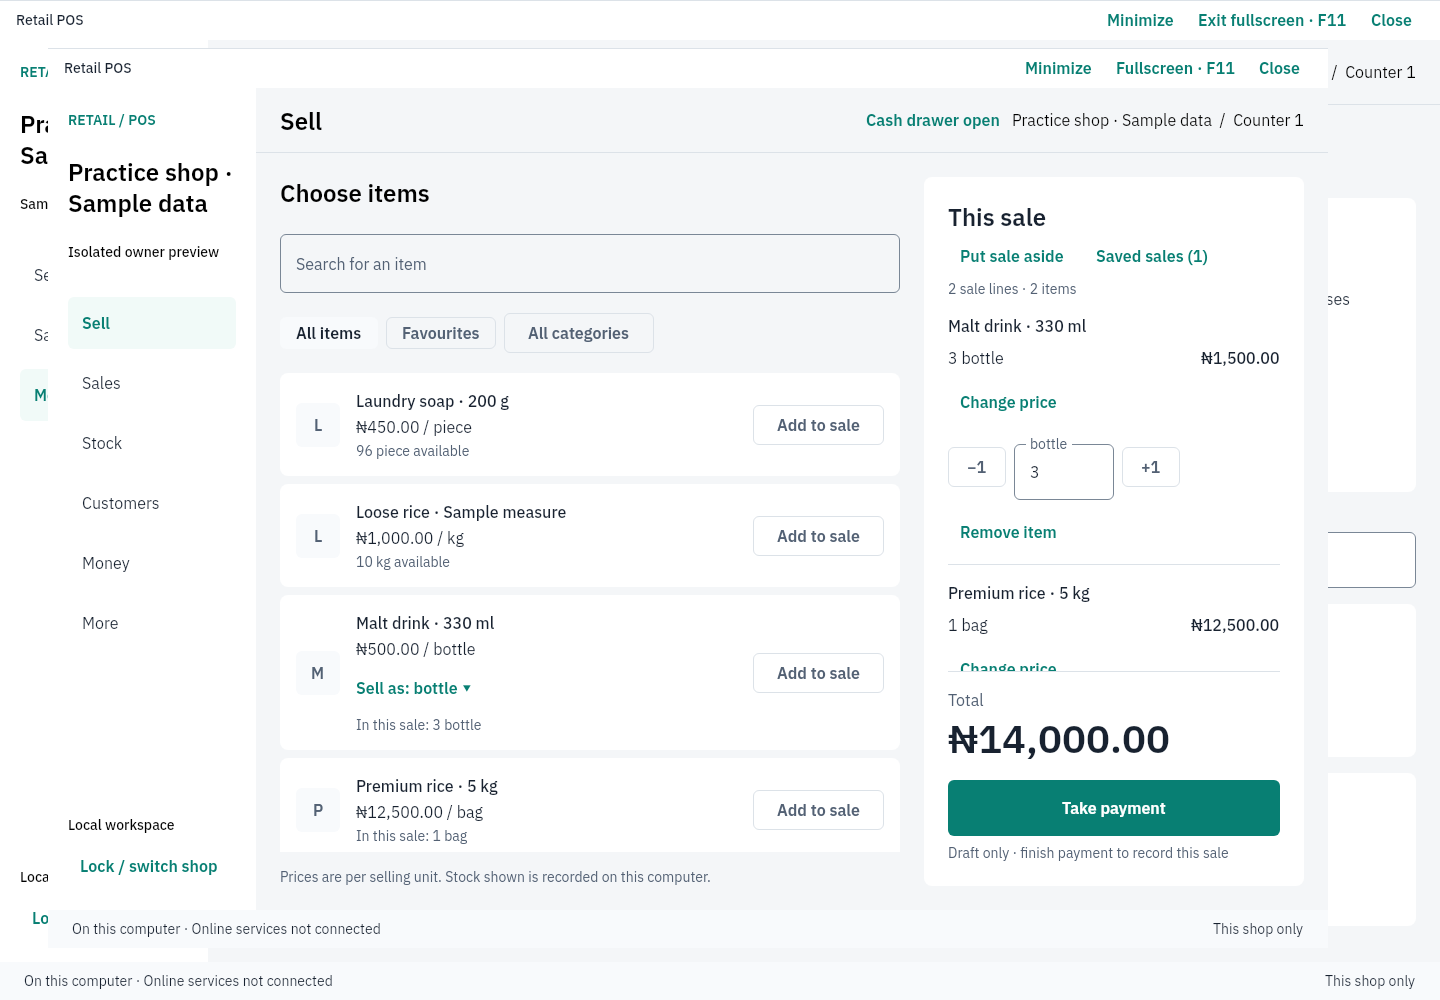 Retail POS
Minimize
Exit fullscreen · F11
Close
Retail POS
Minimize
Fullscreen · F11
Close
/ Counter 1
RETAIL / POS
Practice shop ·
Sample data
Isolated owner preview
Sell
Sales
Stock
Customers
Money
More
Local workspace
Lock / switch shop
Sell
Cash drawer open
Practice shop · Sample data / Counter 1
Choose items
Search for an item
All items
Favourites
All categories
L
Laundry soap · 200 g
₦450.00 / piece
96 piece available
Add to sale
L
Loose rice · Sample measure
₦1,000.00 / kg
10 kg available
Add to sale
M
Malt drink · 330 ml
₦500.00 / bottle
Sell as: bottle ▾
In this sale: 3 bottle
Add to sale
P
Premium rice · 5 kg
₦12,500.00 / bag
In this sale: 1 bag
Add to sale
Prices are per selling unit. Stock shown is recorded on this computer.
This sale
Put sale aside
Saved sales (1)
2 sale lines · 2 items
Malt drink · 330 ml
3 bottle
₦1,500.00
Change price
−1
bottle
3
+1
Remove item
Premium rice · 5 kg
1 bag
₦12,500.00
Change price
Total
₦14,000.00
Take payment
Draft only · finish payment to record this sale
On this computer · Online services not connected
This shop only
On this computer · Online services not connected
This shop only